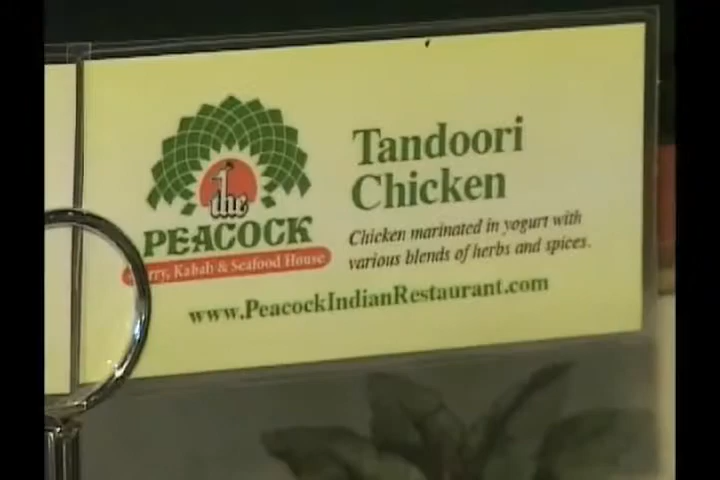 the
PEACOCK
Kabab & Seafood House
Tandoori
Chicken
Chicken marinated in yogurt with
various blends of herbs and spices.
www.PeacockIndianRestaurant.com